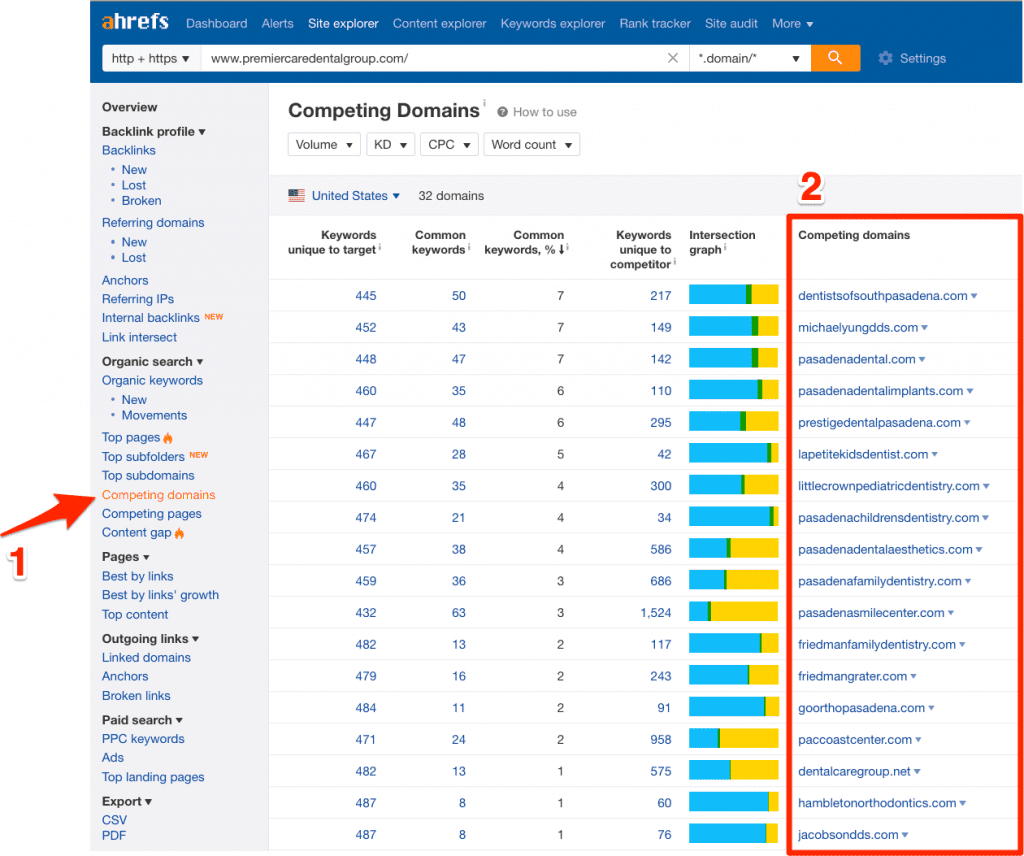 ahrefs Dashboard Alerts Site explorer Content explorer Keywords explorer Rank tracker Site audit More
http + https www.premiercaredentalgroup.com/ *.domain/* Settings
Overview
Backlink profile
Backlinks
• New
• Lost
• Broken
Referring domains
• New
• Lost
Anchors
Referring IPs
Internal backlinks NEW
Link intersect
Organic search
Organic keywords
• New
• Movements
Top pages
Top subfolders NEW
Top subdomains
Competing domains
Competing pages
Content gap
1
Pages
Best by links
Best by links' growth
Top content
Outgoing links
Linked domains
Anchors
Broken links
Paid search
PPC keywords
Ads
Top landing pages
Export
CSV
PDF
Competing Domains i ? How to use
Volume KD CPC Word count
United States 32 domains
2
Keywords unique to target i Common keywords i Common keywords, % ↓ i Keywords unique to competitor i Intersection graph i Competing domains
445 50 7 217 dentistsofsouthpasadena.com
452 43 7 149 michaelyungdds.com
448 47 7 142 pasadenadental.com
460 35 6 110 pasadenadentalimplants.com
447 48 6 295 prestigedentalpasadena.com
467 28 5 42 lapetitekidsdentist.com
460 35 4 300 littlecrownpediatricdentistry.com
474 21 4 34 pasadenachildrensdentistry.com
457 38 4 586 pasadenadentalaesthetics.com
459 36 3 686 pasadenafamilydentistry.com
432 63 3 1,524 pasadenasmilecenter.com
482 13 2 117 friedmanfamilydentistry.com
479 16 2 243 friedmangrater.com
484 11 2 91 goorthopasadena.com
471 24 2 958 paccoastcenter.com
482 13 1 575 dentalcaregroup.net
487 8 1 60 hambletonorthodontics.com
487 8 1 76 jacobsondds.com